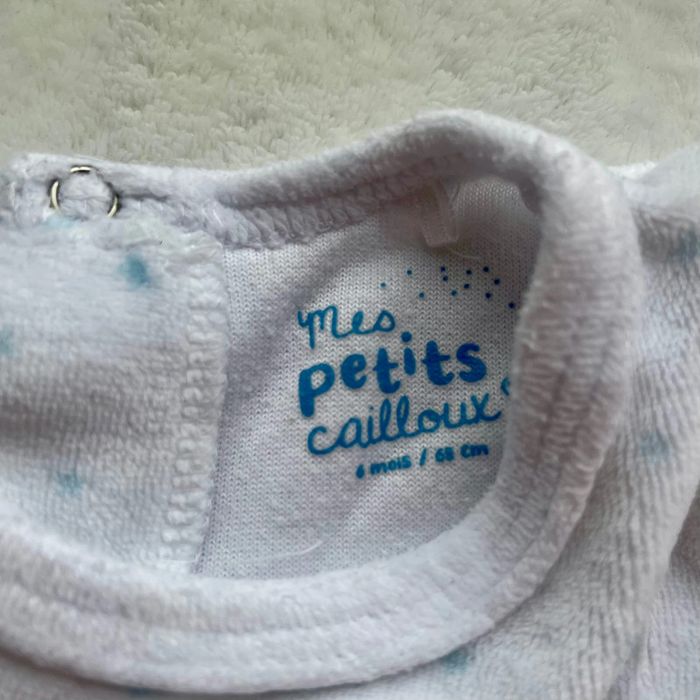 mes
petits
cailloux
6 mois / 68 cm